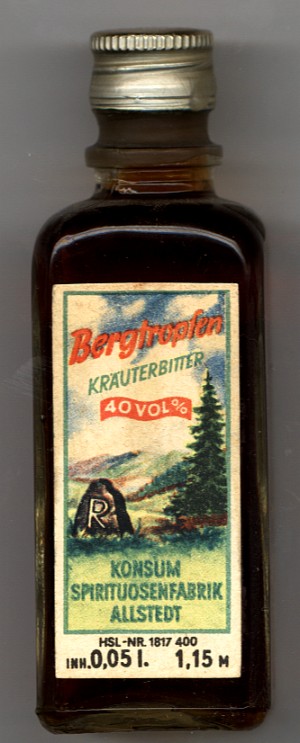 Bergtropfen
KRÄUTERBITTER
40 VOL%
R
KONSUM
SPIRITUOSENFABRIK
ALLSTEDT
HSL-NR. 1817 400
INH. 0,05 l. 1,15 M